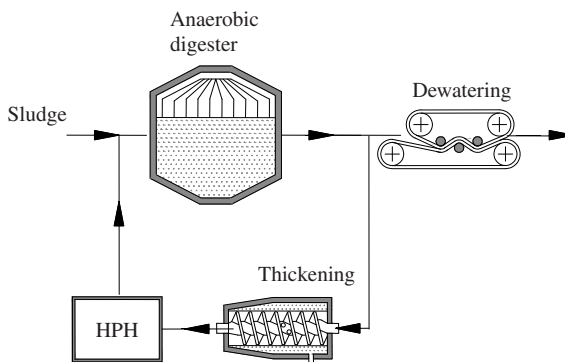 Anaerobic
digester
Dewatering
Sludge
Thickening
HPH